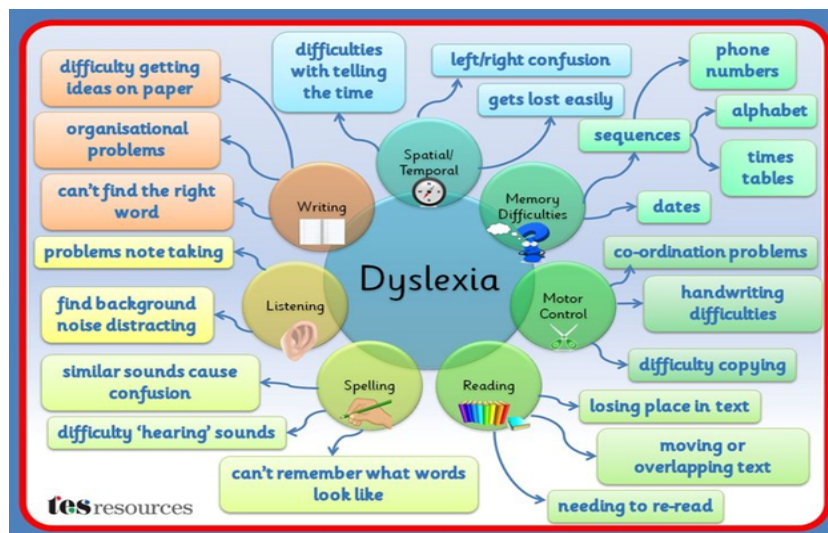 Dyslexia
Spatial/
Temporal
difficulties
with telling
the time
left/right confusion
gets lost easily
Memory
Difficulties
sequences
phone
numbers
alphabet
times
tables
dates
Motor
Control
co-ordination problems
handwriting
difficulties
difficulty copying
Reading
losing place in text
moving or
overlapping text
needing to re-read
Spelling
similar sounds cause
confusion
difficulty ‘hearing’ sounds
can't remember what words
look like
Listening
problems note taking
find background
noise distracting
Writing
difficulty getting
ideas on paper
organisational
problems
can't find the right
word
tes resources